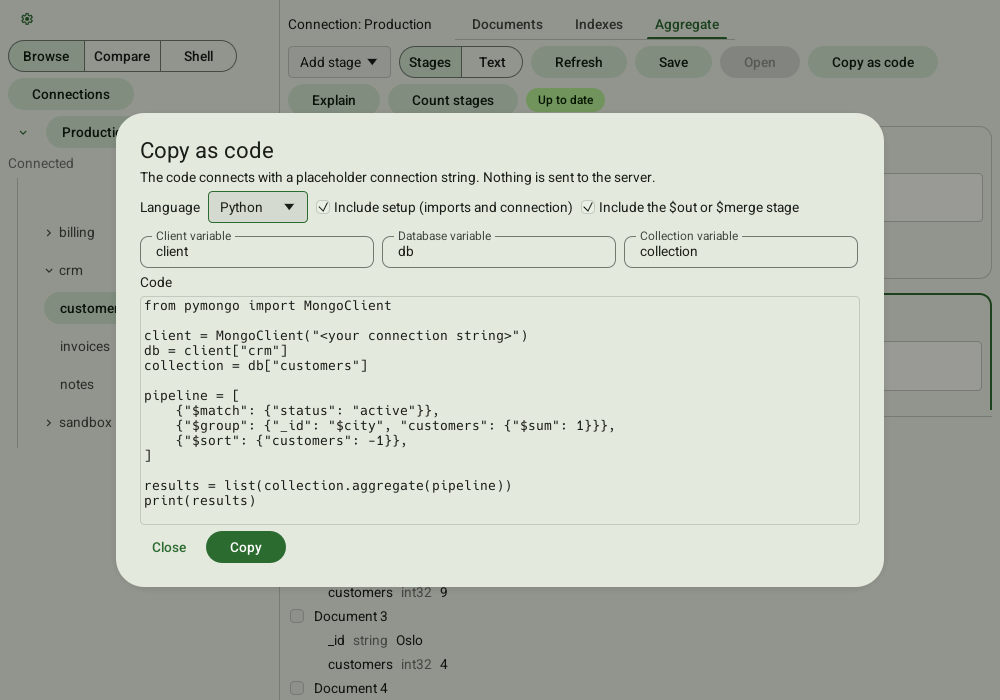 Connection: Production
Documents
Indexes
Aggregate
Browse
Compare
Shell
Add stage
Stages
Text
Refresh
Save
Open
Copy as code
Connections
Explain
Count stages
Up to date
Connected
billing
crm
invoices
notes
sandbox
Copy as code
The code connects with a placeholder connection string. Nothing is sent to the server.
Language
Python
Include setup (imports and connection)
Include the $out or $merge stage
Client variable
client
Database variable
db
Collection variable
collection
Code
from pymongo import MongoClient
client = MongoClient("<your connection string>")
db = client["crm"]
collection = db["customers"]
pipeline = [
    {"$match": {"status": "active"}},
    {"$group": {"_id": "$city", "customers": {"$sum": 1}}},
    {"$sort": {"customers": -1}},
]
results = list(collection.aggregate(pipeline))
print(results)
Close
Copy
customers int32 9
Document 3
_id string Oslo
customers int32 4
Document 4